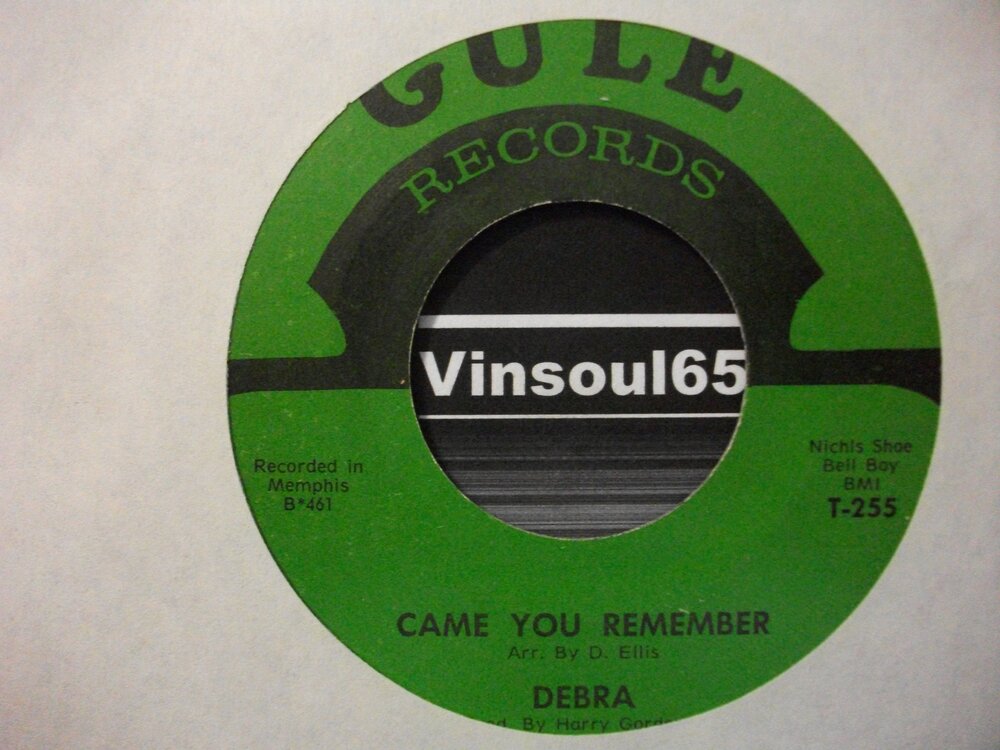 GULE
RECORDS
Vinsoul65
Recorded in
Memphis
B*461
Nichls Shoe
Bell Boy
BMI
T-255
CAME YOU REMEMBER
Arr. By D. Ellis
DEBRA
By Harry